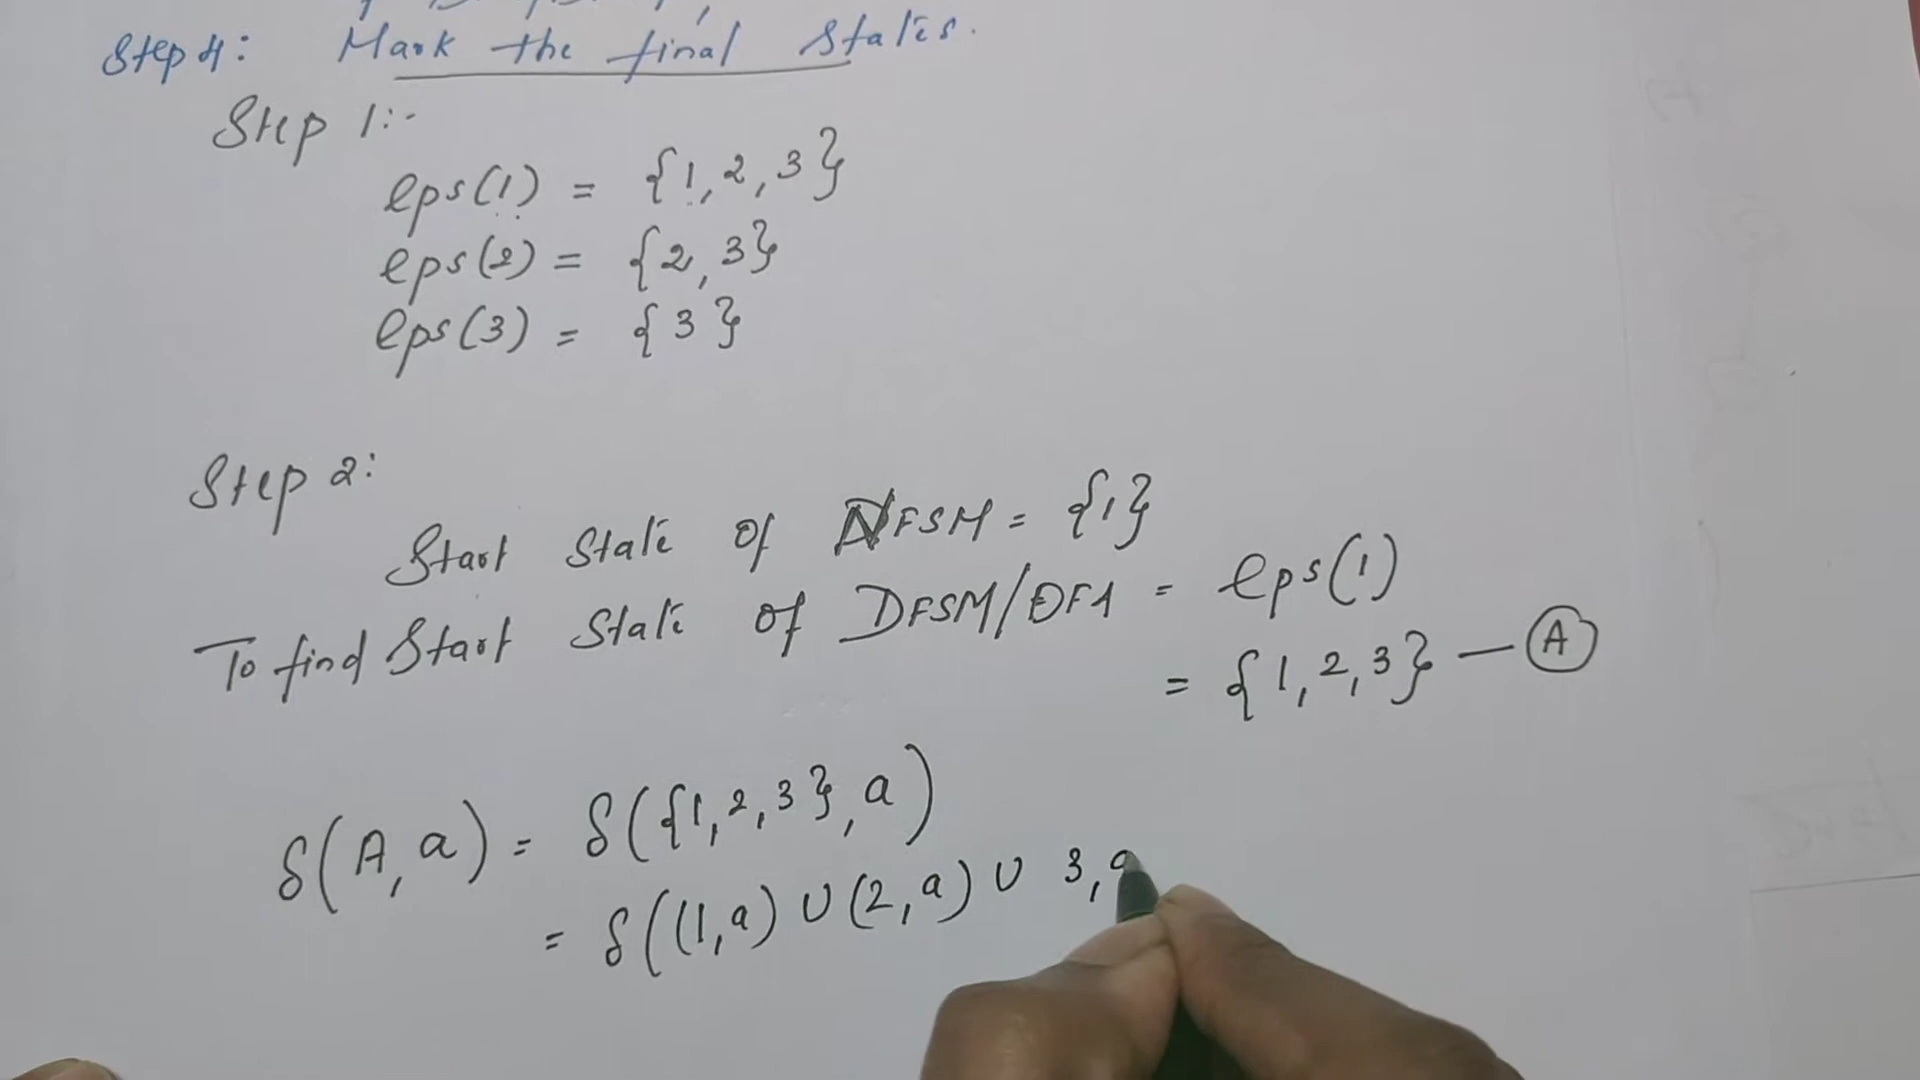 Step 4: Mark the final States.
Step 1:-
eps(1) = {1, 2, 3}
eps(2) = {2, 3}
eps(3) = {3}
Step 2:
Start State of NFSM = {1}
To find Start State of DFSM/DFA = eps(1)
= {1, 2, 3} — A
δ(A, a) = δ({1, 2, 3}, a)
= δ((1, a) ∪ (2, a) ∪ 3, a